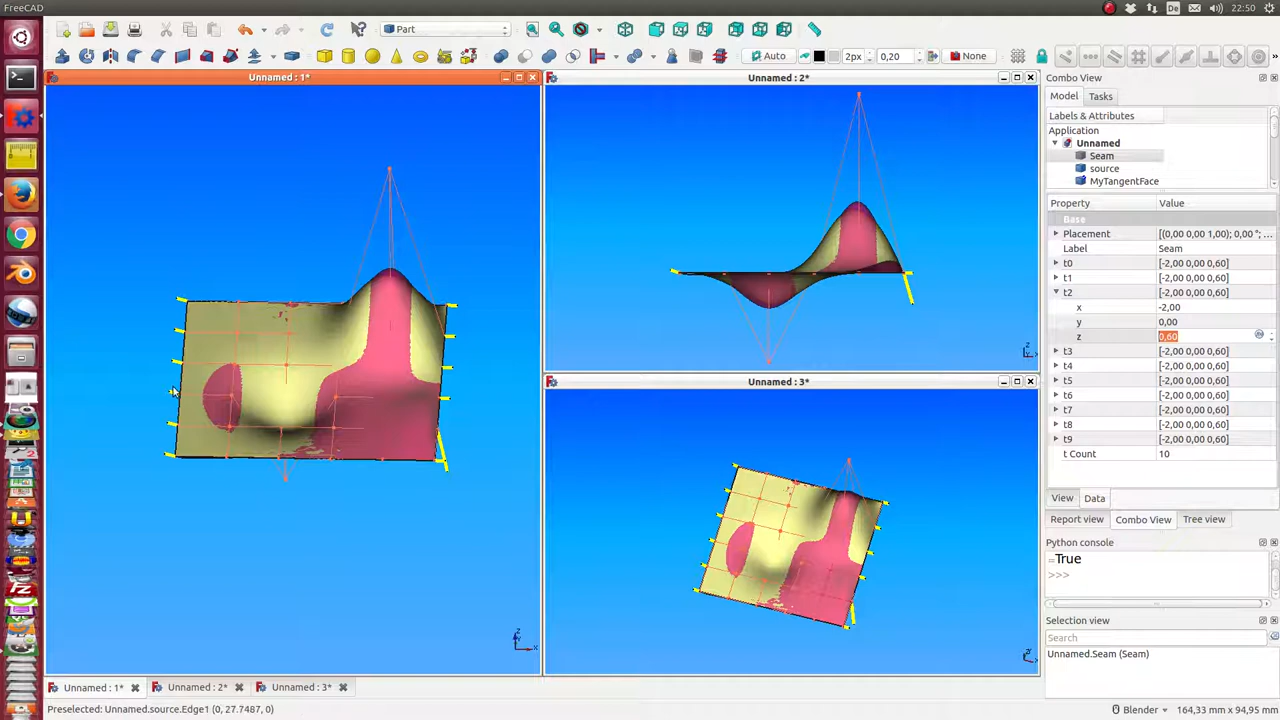 FreeCAD
22:50
Part
Auto
2px
0,20
None
Unnamed : 1*
Unnamed : 2*
Unnamed : 3*
Combo View
Model
Tasks
Labels & Attributes
Application
Unnamed
Seam
source
MyTangentFace
Property Value
Base
Placement [(0,00 0,00 1,00); 0,00 °; ...
Label Seam
t0 [-2,00 0,00 0,60]
t1 [-2,00 0,00 0,60]
t2 [-2,00 0,00 0,60]
x -2,00
y 0,00
z 0,60
t3 [-2,00 0,00 0,60]
t4 [-2,00 0,00 0,60]
t5 [-2,00 0,00 0,60]
t6 [-2,00 0,00 0,60]
t7 [-2,00 0,00 0,60]
t8 [-2,00 0,00 0,60]
t9 [-2,00 0,00 0,60]
t Count 10
View
Data
Report view
Combo View
Tree view
Python console
=True
>>>
Selection view
Search
Unnamed.Seam (Seam)
Unnamed : 1*
Unnamed : 2*
Unnamed : 3*
Preselected: Unnamed.source.Edge1 (0, 27.7487, 0)
Blender
164,33 mm x 94,95 mm